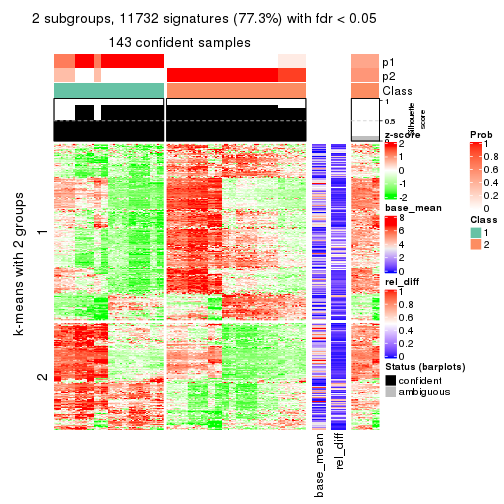 2 subgroups, 11732 signatures (77.3%) with fdr < 0.05
143 confident samples
p1
p2
Class
1
0.5
0
Silhouette
score
k-means with 2 groups
1
2
base_mean
rel_diff
z-score
2
1
0
-1
-2
base_mean
8
6
4
2
0
rel_diff
1
0.8
0.6
0.4
0.2
0
Status (barplots)
confident
ambiguous
Prob
1
0.8
0.6
0.4
0.2
0
Class
1
2